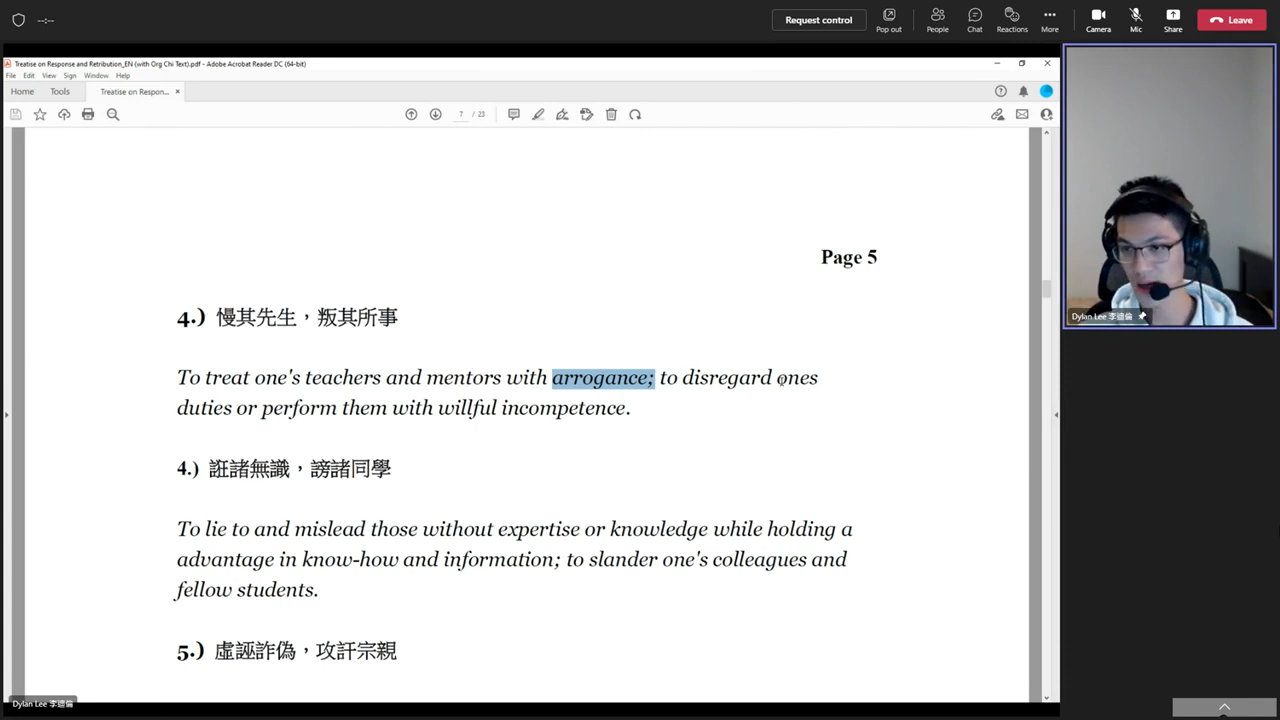 --:--
Request control
Pop out
People
Chat
Reactions
More
Camera
Mic
Share
Leave
Treatise on Response and Retribution_EN (with Org Chi Text).pdf - Adobe Acrobat Reader DC (64-bit)
File Edit View Sign Window Help
Home Tools Treatise on Respon... ×
7 / 23
Page 5
4.) 慢其先生，叛其所事
To treat one's teachers and mentors with arrogance; to disregard ones
duties or perform them with willful incompetence.
4.) 誑諸無識，謗諸同學
To lie to and mislead those without expertise or knowledge while holding a
advantage in know-how and information; to slander one's colleagues and
fellow students.
5.) 虛誣詐偽，攻訐宗親
Dylan Lee 李迪倫
Dylan Lee 李迪倫